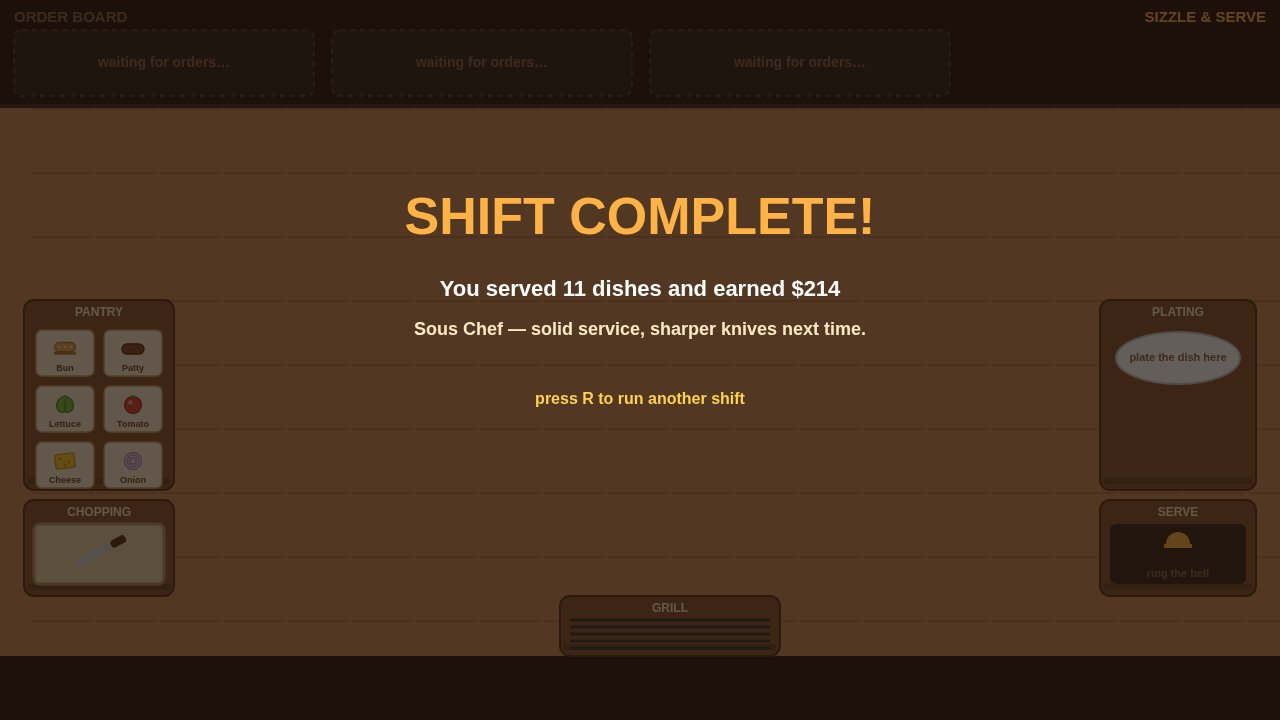 ORDER BOARD
SIZZLE & SERVE
waiting for orders…
waiting for orders…
waiting for orders…
SHIFT COMPLETE!
You served 11 dishes and earned $214
Sous Chef — solid service, sharper knives next time.
press R to run another shift
PANTRY
Bun
Patty
Lettuce
Tomato
Cheese
Onion
CHOPPING
GRILL
PLATING
plate the dish here
SERVE
ring the bell